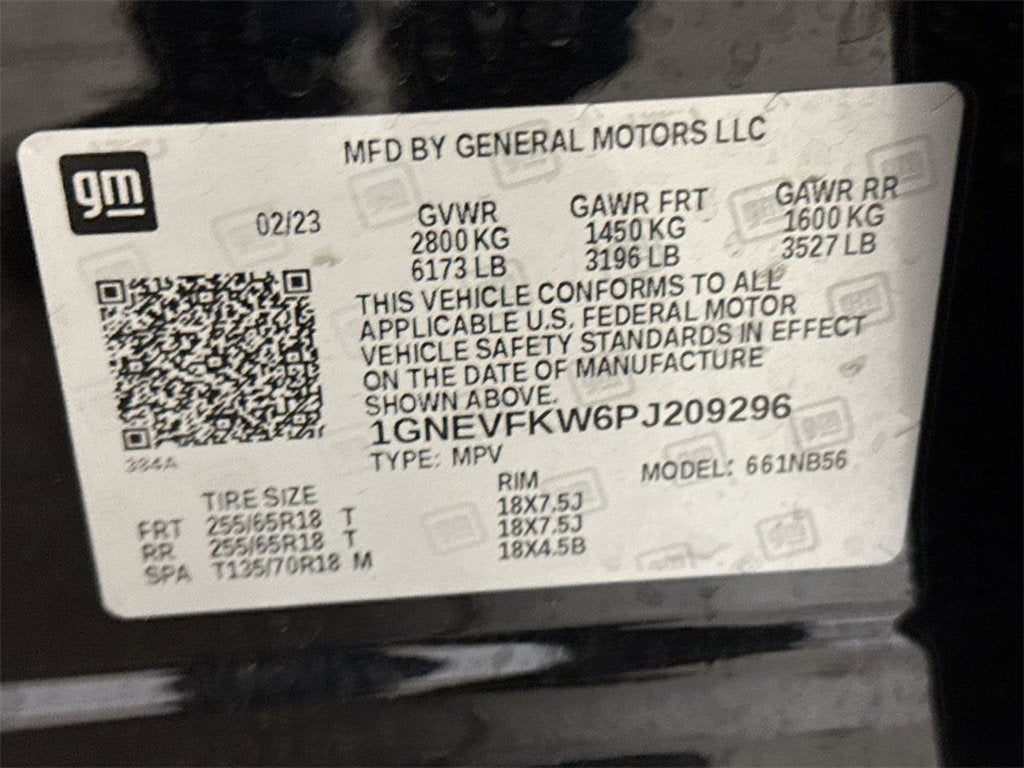 gm
MFD BY GENERAL MOTORS LLC
02/23
GVWR GAWR FRT GAWR RR
2800 KG 1450 KG 1600 KG
6173 LB 3196 LB 3527 LB
THIS VEHICLE CONFORMS TO ALL
APPLICABLE U.S. FEDERAL MOTOR
VEHICLE SAFETY STANDARDS IN EFFECT
ON THE DATE OF MANUFACTURE
SHOWN ABOVE.
1GNEVFKW6PJ209296
TYPE: MPV MODEL: 661NB56
384A
TIRE SIZE RIM
FRT 255/65R18 T 18X7.5J
RR 255/65R18 T 18X7.5J
SPA T135/70R18 M 18X4.5B